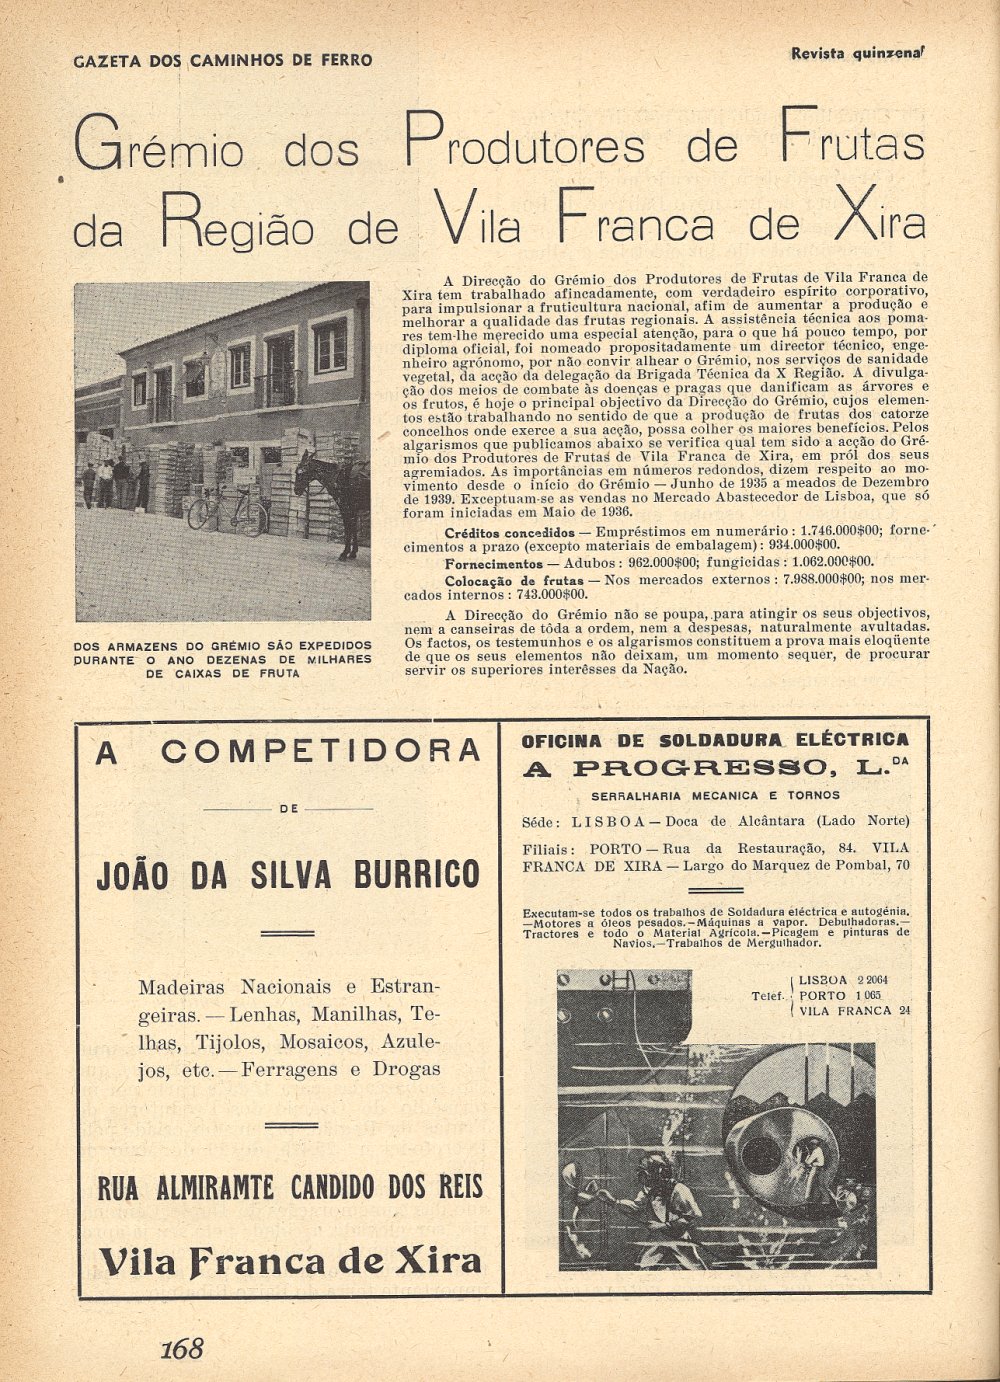 GAZETA DOS CAMINHOS DE FERRO
Revista quinzenal
Grémio dos Produtores de Frutas
da Região de Vila Franca de Xira
A Direcção do Grémio dos Produtores de Frutas de Vila Franca de
Xira tem trabalhado afincadamente, com verdadeiro espírito corporativo,
para impulsionar a fruticultura nacional, afim de aumentar a produção e
melhorar a qualidade das frutas regionais. A assistência técnica aos poma-
res tem-lhe merecido uma especial atenção, para o que há pouco tempo, por
diploma oficial, foi nomeado propositadamente um director técnico, enge-
nheiro agrónomo, por não convir alhear o Grémio, nos serviços de sanidade
vegetal, da acção da delegação da Brigada Técnica da X Região. A divulga-
ção dos meios de combate às doenças e pragas que danificam as árvores e
os frutos, é hoje o principal objectivo da Direcção do Grémio, cujos elemen-
tos estão trabalhando no sentido de que a produção de frutas dos catorze
concelhos onde exerce a sua acção, possa colher os maiores benefícios. Pelos
algarismos que publicamos abaixo se verifica qual tem sido a acção do Gré-
mio dos Produtores de Frutas de Vila Franca de Xira, em pról dos seus
agremiados. As importâncias em números redondos, dizem respeito ao mo-
vimento desde o início do Grémio — Junho de 1935 a meados de Dezembro
de 1939. Exceptuam-se as vendas no Mercado Abastecedor de Lisboa, que só
foram iniciadas em Maio de 1936.
Créditos concedidos — Empréstimos em numerário : 1.746.000$00; forne-
cimentos a prazo (excepto materiais de embalagem) : 934.000$00.
Fornecimentos — Adubos : 962.000$00; fungicidas : 1.062.000$00.
Colocação de frutas — Nos mercados externos : 7.988.000$00; nos mer-
cados internos : 743.000$00.
A Direcção do Grémio não se poupa, para atingir os seus objectivos,
nem a canseiras de tôda a ordem, nem a despesas, naturalmente avultadas.
Os factos, os testemunhos e os algarismos constituem a prova mais eloqüente
de que os seus elementos não deixam, um momento sequer, de procurar
servir os superiores interêsses da Nação.
DOS ARMAZENS DO GRÉMIO SÃO EXPEDIDOS
DURANTE O ANO DEZENAS DE MILHARES
DE CAIXAS DE FRUTA
A COMPETIDORA
DE
JOÃO DA SILVA BURRICO
Madeiras Nacionais e Estran-
geiras. — Lenhas, Manilhas, Te-
lhas, Tijolos, Mosaicos, Azule-
jos, etc. — Ferragens e Drogas
RUA ALMIRAMTE CANDIDO DOS REIS
Vila Franca de Xira
OFICINA DE SOLDADURA ELÉCTRICA
A PROGRESSO, L.DA
SERRALHARIA MECANICA E TORNOS
Séde: LISBOA — Doca de Alcântara (Lado Norte)
Filiais: PORTO — Rua da Restauração, 84. VILA
FRANCA DE XIRA — Largo do Marquez de Pombal, 70
Executam-se todos os trabalhos de Soldadura eléctrica e autogénia.
—Motores a óleos pesados.—Máquinas a vapor. Debulhadoras.—
Tractores e todo o Material Agrícola.—Picagem e pinturas de
Navios.—Trabalhos de Mergulhador.
LISBOA 2 2064
Telef. PORTO 1 065
VILA FRANCA 24
168